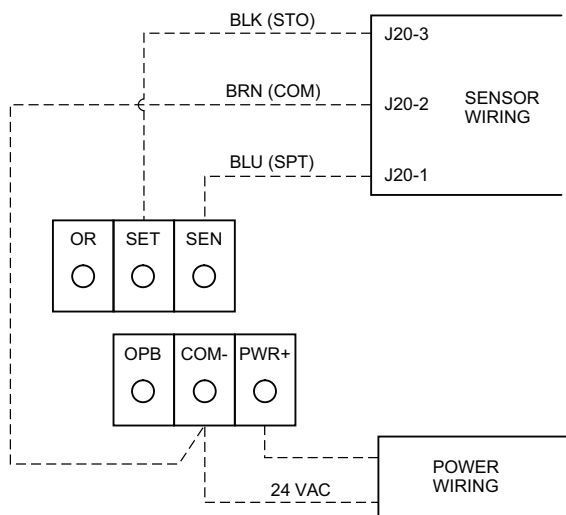 BLK (STO)
J20-3
BRN (COM)
J20-2
SENSOR
WIRING
BLU (SPT)
J20-1
OR SET SEN
OPB COM- PWR+
24 VAC
POWER
WIRING